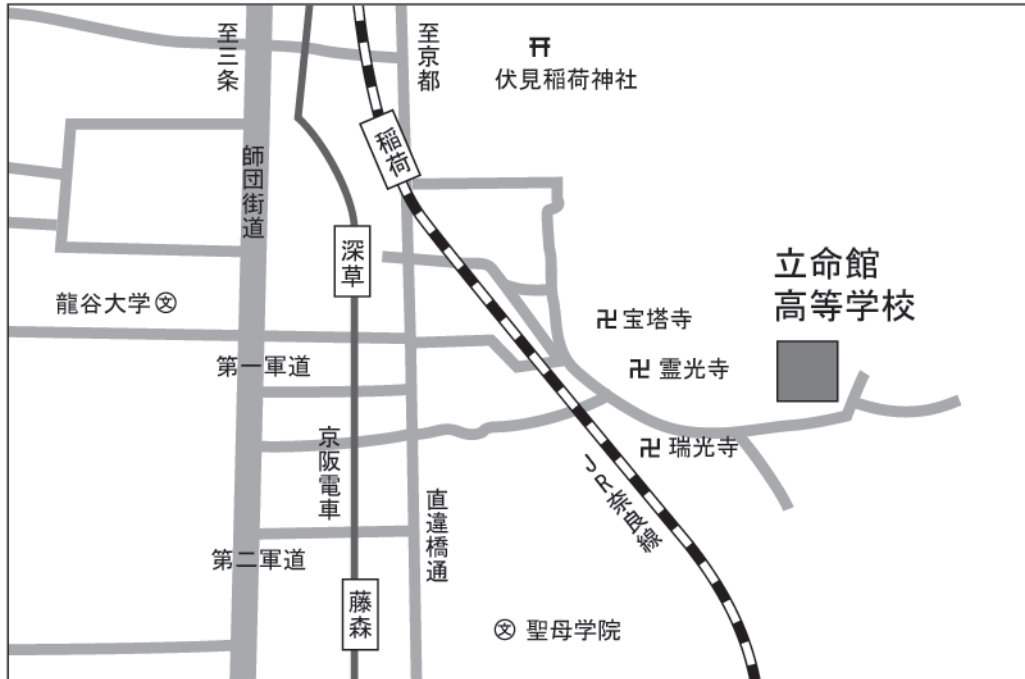 至三条
至京都
伏見稲荷神社
稲荷
師団街道
深草
立命館
高等学校
龍谷大学
宝塔寺
第一軍道
霊光寺
京阪電車
瑞光寺
JR奈良線
直違橋通
第二軍道
藤森
聖母学院